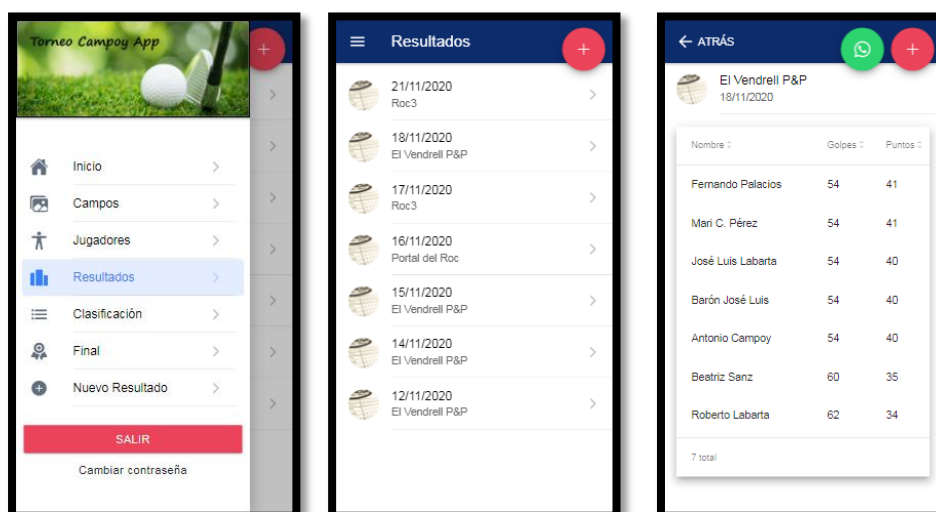 Torneo Campoy App
+
Inicio
Campos
Jugadores
Resultados
Clasificación
Final
Nuevo Resultado
SALIR
Cambiar contraseña
Resultados
+
21/11/2020
Roc3
18/11/2020
El Vendrell P&P
17/11/2020
Roc3
16/11/2020
Portal del Roc
15/11/2020
El Vendrell P&P
14/11/2020
El Vendrell P&P
12/11/2020
El Vendrell P&P
← ATRÁS
+
El Vendrell P&P
18/11/2020
Nombre Golpes Puntos
Fernando Palacios 54 41
Mari C. Pérez 54 41
José Luis Labarta 54 40
Barón José Luis 54 40
Antonio Campoy 54 40
Beatriz Sanz 60 35
Roberto Labarta 62 34
7 total